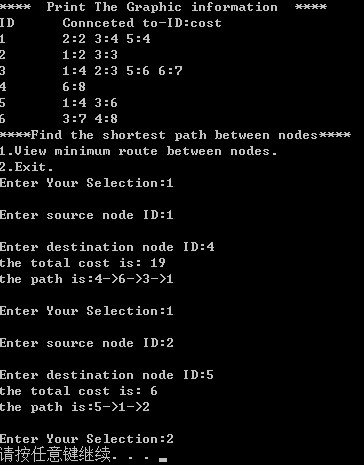 ****  Print The Graphic information  ****
ID      Connceted to-ID:cost
1       2:2 3:4 5:4
2       1:2 3:3
3       1:4 2:3 5:6 6:7
4       6:8
5       1:4 3:6
6       3:7 4:8
****Find the shortest path between nodes****
1.View minimum route between nodes.
2.Exit.
Enter Your Selection:1
Enter source node ID:1
Enter destination node ID:4
the total cost is: 19
the path is:4->6->3->1
Enter Your Selection:1
Enter source node ID:2
Enter destination node ID:5
the total cost is: 6
the path is:5->1->2
Enter Your Selection:2
请按任意键继续. . . _